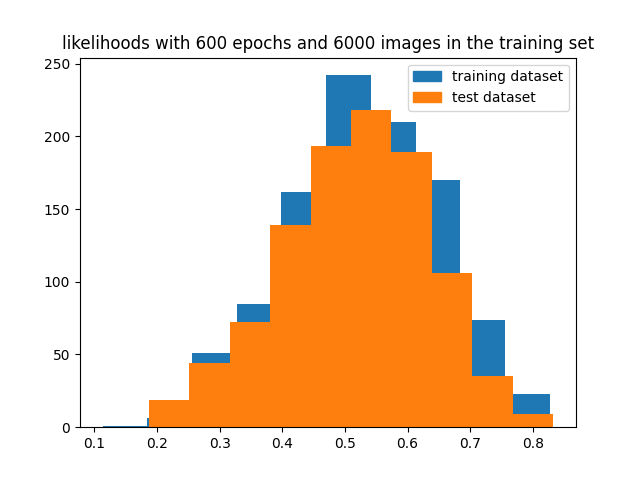 likelihoods with 600 epochs and 6000 images in the training set
250
200
150
100
50
0
training dataset
test dataset
0.1 0.2 0.3 0.4 0.5 0.6 0.7 0.8